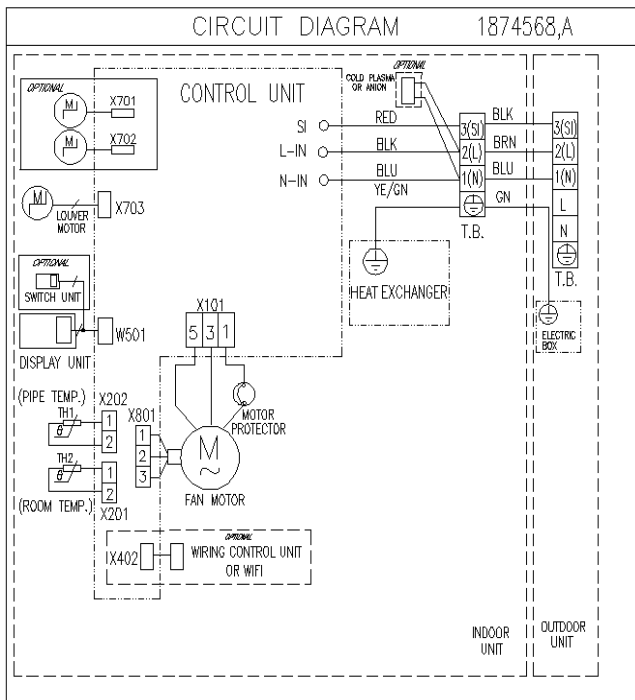 CIRCUIT DIAGRAM 1874568,A
OPTIONAL
M
X701
M
X702
CONTROL UNIT
OPTIONAL
COLD PLASMA
OR ANION
SI
RED
3(SI)
BLK
3(SI)
L-IN
BLK
2(L)
BRN
2(L)
N-IN
BLU
1(N)
BLU
1(N)
YE/GN
GN
L
N
T.B.
T.B.
M
LOUVER
MOTOR
X703
HEAT EXCHANGER
OPTIONAL
SWITCH UNIT
DISPLAY UNIT
W501
X101
5 3 1
ELECTRIC
BOX
(PIPE TEMP.)
TH1
θ
X202
1
2
TH2
θ
1
2
(ROOM TEMP.)
X201
X801
1
2
3
MOTOR
PROTECTOR
M
~
FAN MOTOR
OPTIONAL
X402
WIRING CONTROL UNIT
OR WIFI
INDOOR
UNIT
OUTDOOR
UNIT